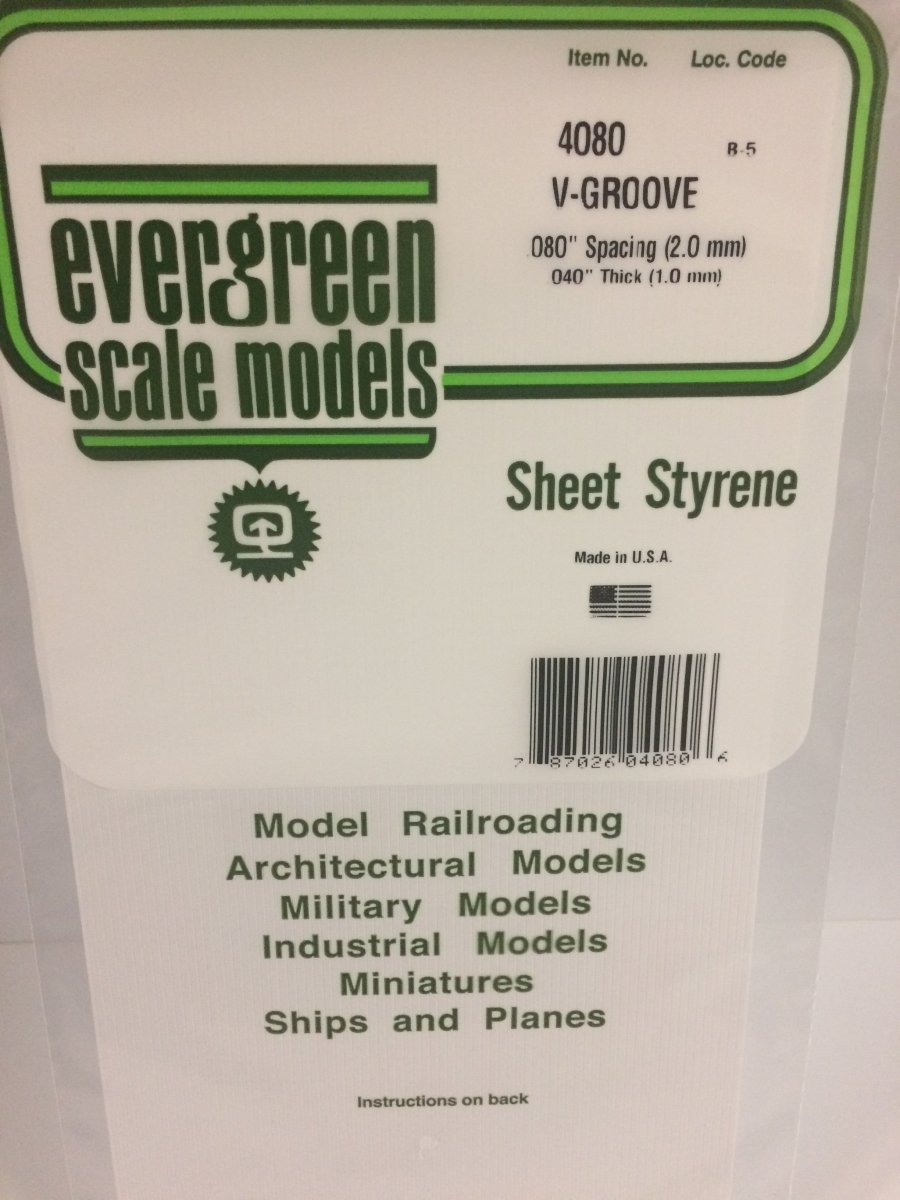 Item No. Loc. Code
4080 B-5
V-GROOVE
.080" Spacing (2.0 mm)
.040" Thick (1.0 mm)
evergreen
scale models
Sheet Styrene
Made in U.S.A.
7 87026 04080 6
Model Railroading
Architectural Models
Military Models
Industrial Models
Miniatures
Ships and Planes
Instructions on back